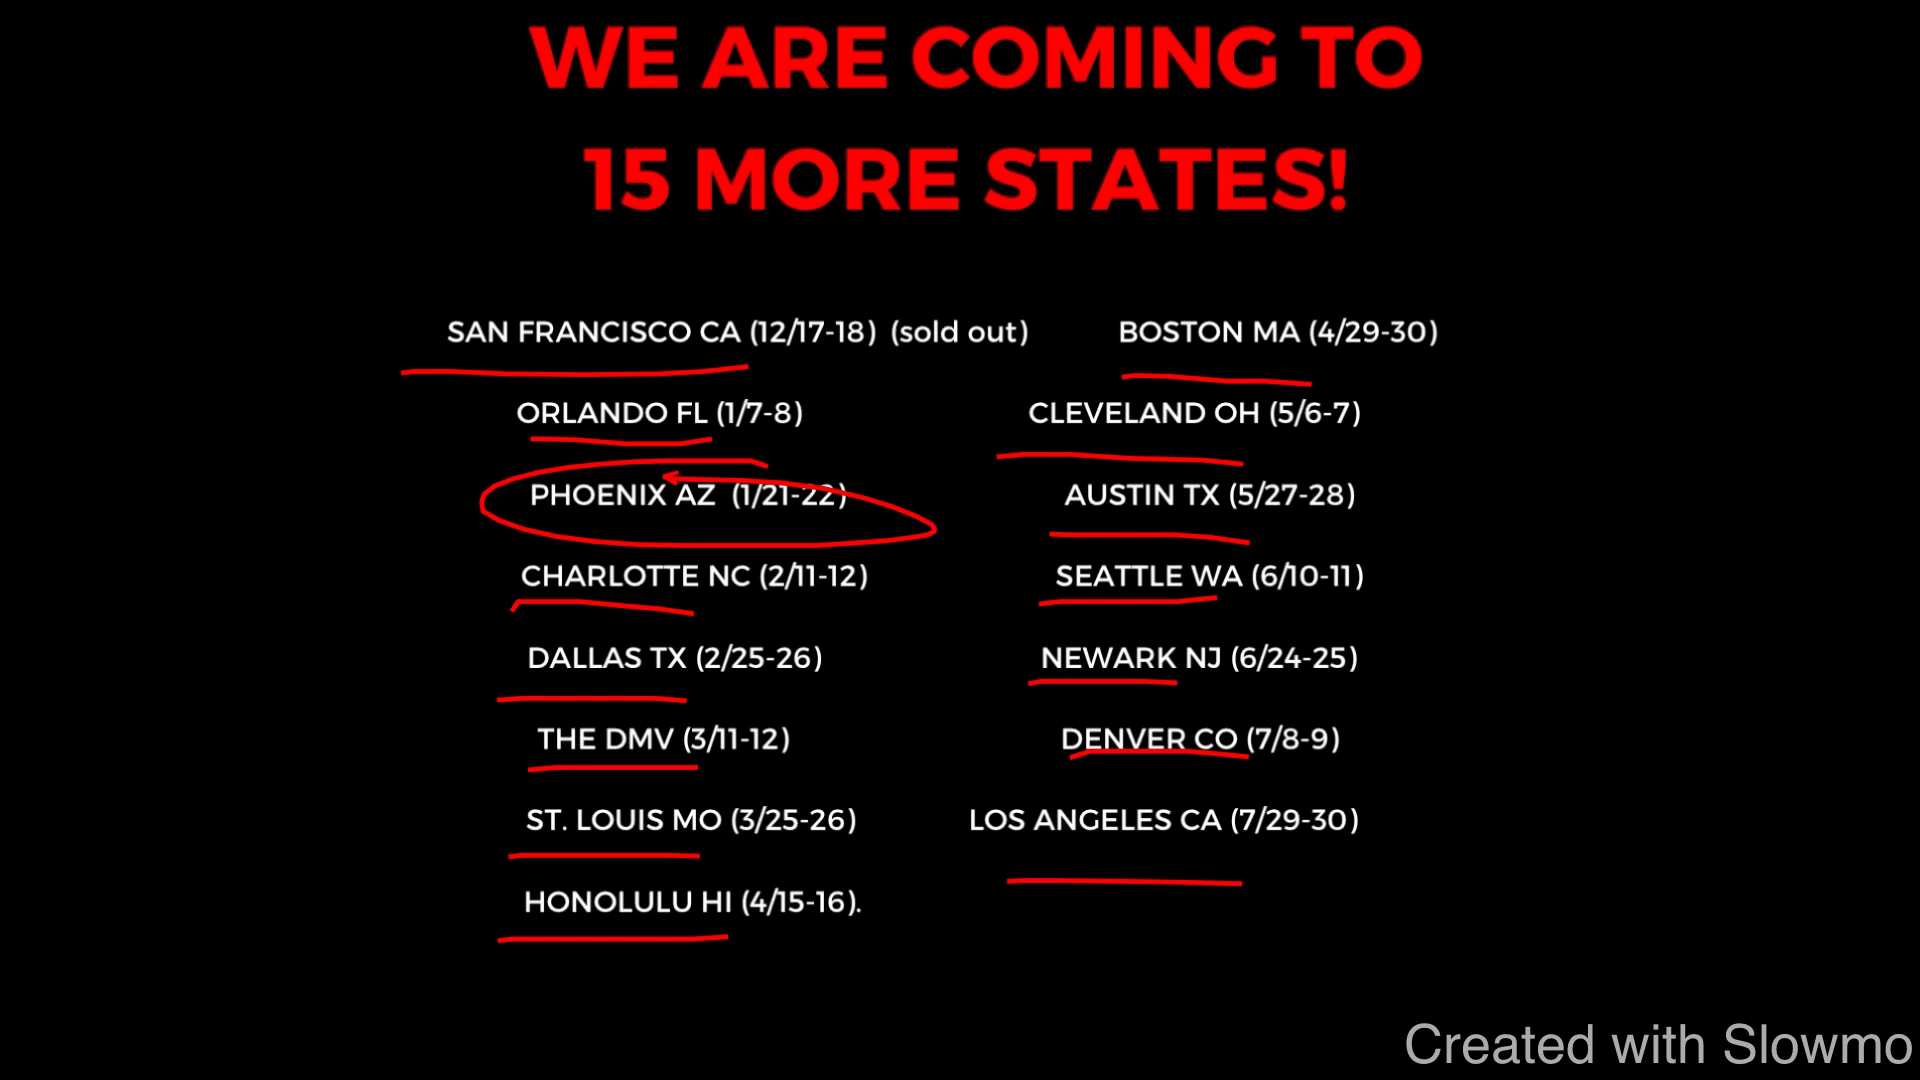 WE ARE COMING TO
15 MORE STATES!
SAN FRANCISCO CA (12/17-18) (sold out)
ORLANDO FL (1/7-8)
PHOENIX AZ (1/21-22)
CHARLOTTE NC (2/11-12)
DALLAS TX (2/25-26)
THE DMV (3/11-12)
ST. LOUIS MO (3/25-26)
HONOLULU HI (4/15-16).
BOSTON MA (4/29-30)
CLEVELAND OH (5/6-7)
AUSTIN TX (5/27-28)
SEATTLE WA (6/10-11)
NEWARK NJ (6/24-25)
DENVER CO (7/8-9)
LOS ANGELES CA (7/29-30)
Created with Slowmo